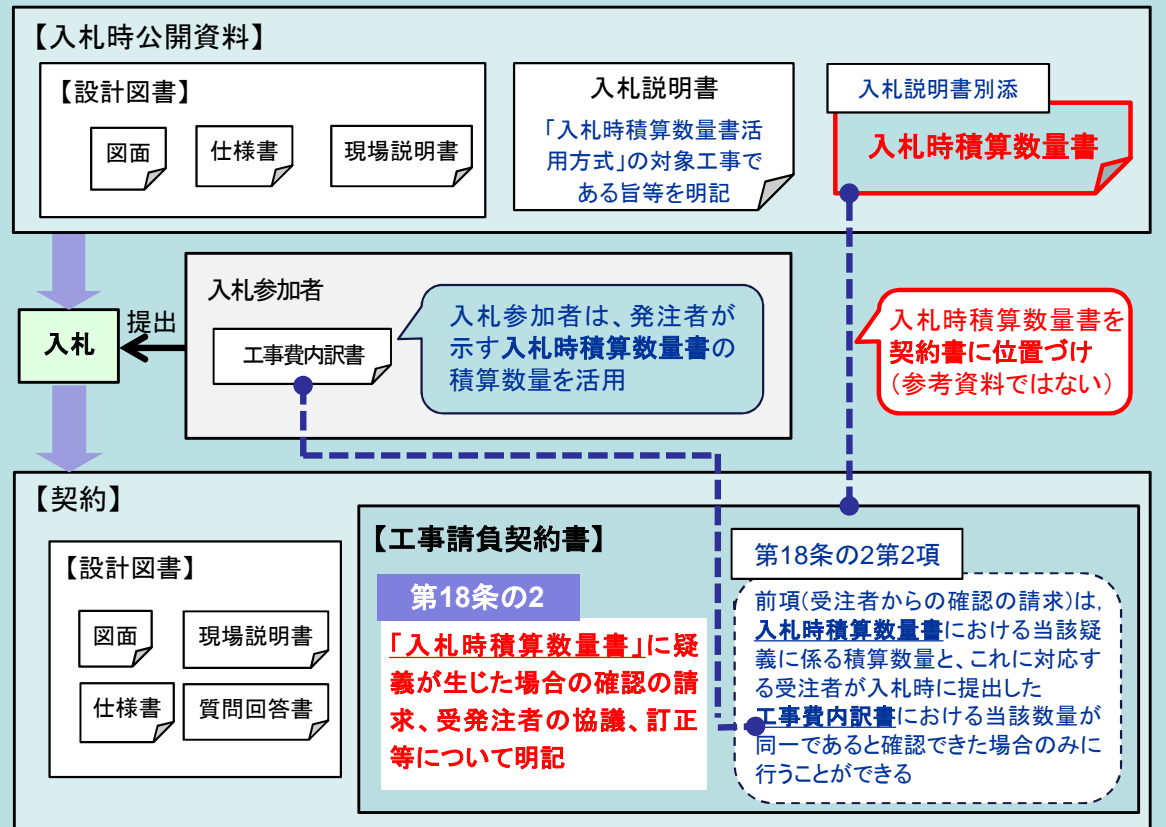 【入札時公開資料】
【設計図書】
図面
仕様書
現場説明書
入札説明書
「入札時積算数量書活
用方式」の対象工事で
ある旨等を明記
入札説明書別添
入札時積算数量書
入札
提出
入札参加者
工事費内訳書
入札参加者は、発注者が
示す入札時積算数量書の
積算数量を活用
入札時積算数量書を
契約書に位置づけ
（参考資料ではない）
【契約】
【設計図書】
図面
現場説明書
仕様書
質問回答書
【工事請負契約書】
第18条の2
「入札時積算数量書」に疑
義が生じた場合の確認の請
求、受発注者の協議、訂正
等について明記
第18条の2第2項
前項(受注者からの確認の請求)は,
入札時積算数量書における当該疑
義に係る積算数量と、これに対応す
る受注者が入札時に提出した
工事費内訳書における当該数量が
同一であると確認できた場合のみに
行うことができる